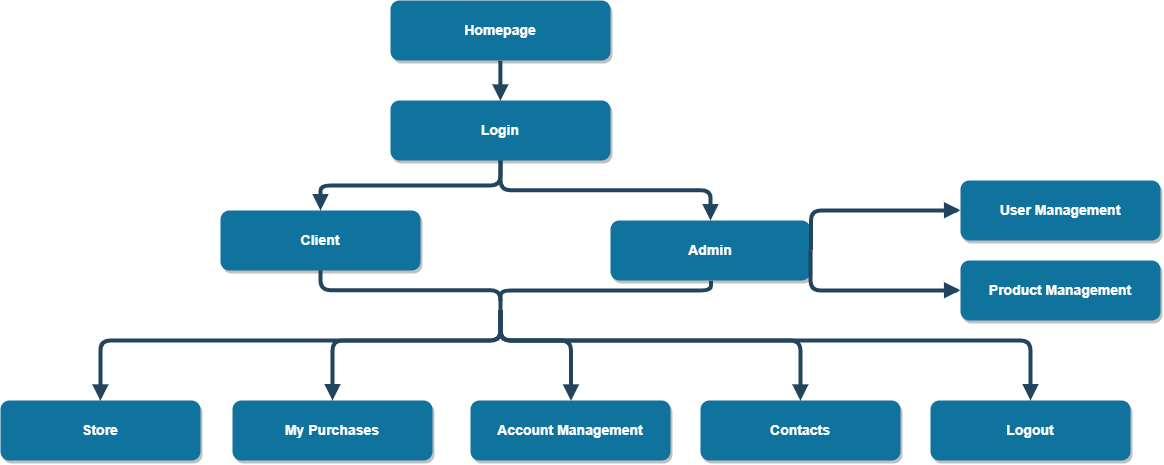 Homepage
Login
Client
Admin
User Management
Product Management
Store
My Purchases
Account Management
Contacts
Logout